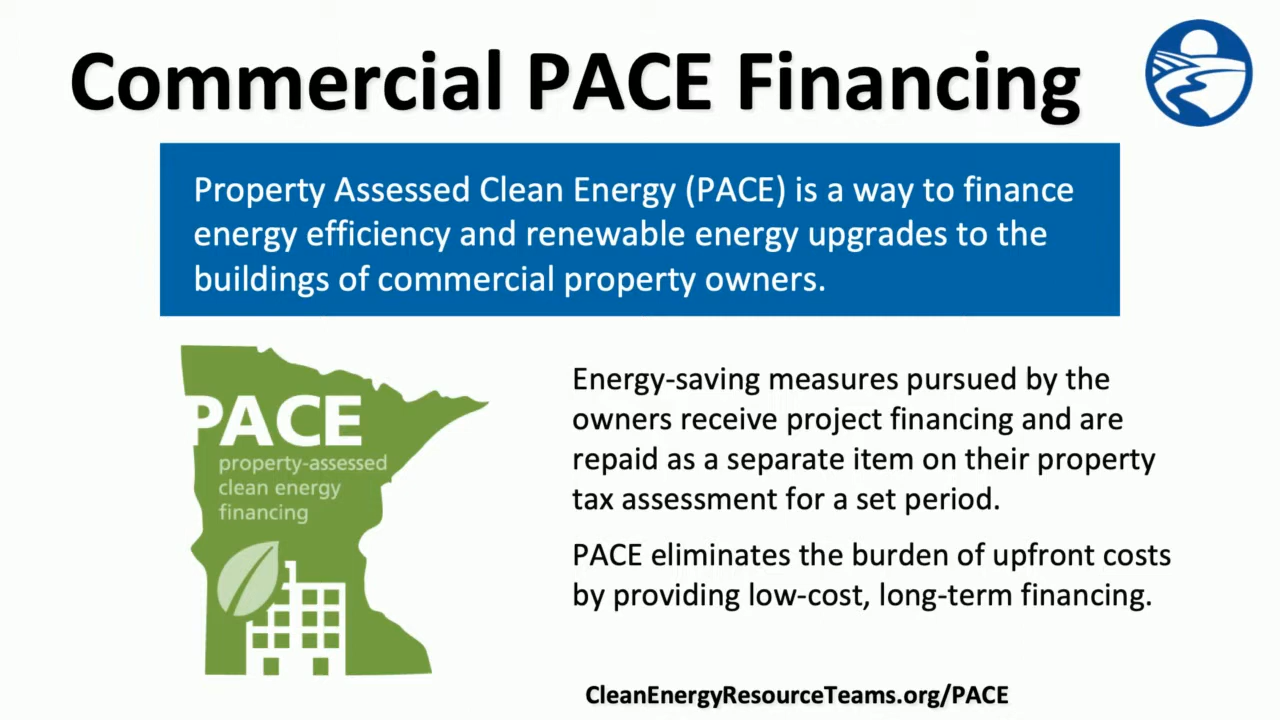 Commercial PACE Financing
Property Assessed Clean Energy (PACE) is a way to finance
energy efficiency and renewable energy upgrades to the
buildings of commercial property owners.
PACE
property-assessed
clean energy
financing
Energy-saving measures pursued by the
owners receive project financing and are
repaid as a separate item on their property
tax assessment for a set period.
PACE eliminates the burden of upfront costs
by providing low-cost, long-term financing.
CleanEnergyResourceTeams.org/PACE